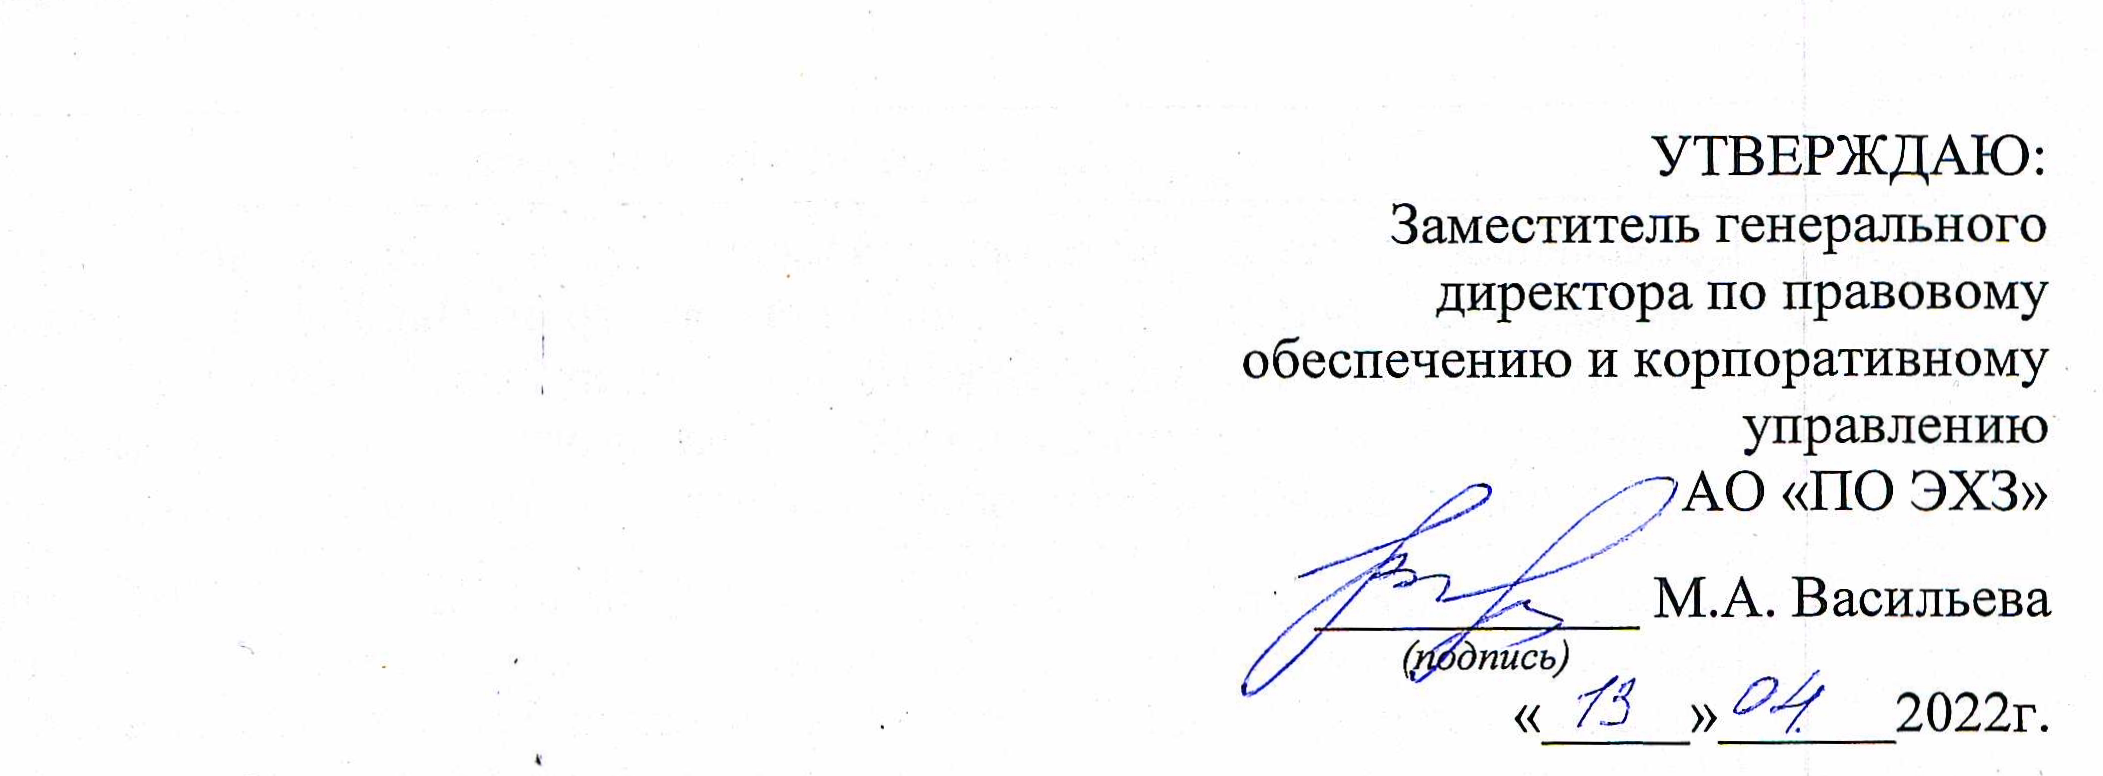 УТВЕРЖДАЮ:
Заместитель генерального
директора по правовому
обеспечению и корпоративному
управлению
АО «ПО ЭХЗ»
М.А. Васильева
(подпись)
« 13 » 04. 2022г.